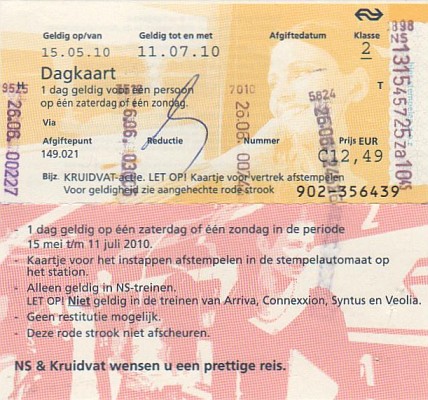 Geldig op/van Geldig tot en met Afgiftedatum Klasse
15.05.10 11.07.10 2
Dagkaart
1 dag geldig voor één persoon T
op één zaterdag of één zondag.
Via
Afgiftepunt Reductie Nummer Prijs EUR
149.021 C12,49
Bijz. KRUIDVAT-actie. LET OP! Kaartje voor vertrek afstempelen
Voor geldigheid zie aangehechte rode strook 9021356439
- 1 dag geldig op één zaterdag of één zondag in de periode
15 mei t/m 11 juli 2010.
- Kaartje voor het instappen afstempelen in de stempelautomaat op
het station.
- Alleen geldig in NS-treinen.
LET OP! Niet geldig in de treinen van Arriva, Connexxion, Syntus en Veolia.
- Geen restitutie mogelijk.
- Deze rode strook niet afscheuren.
NS & Kruidvat wensen u een prettige reis.